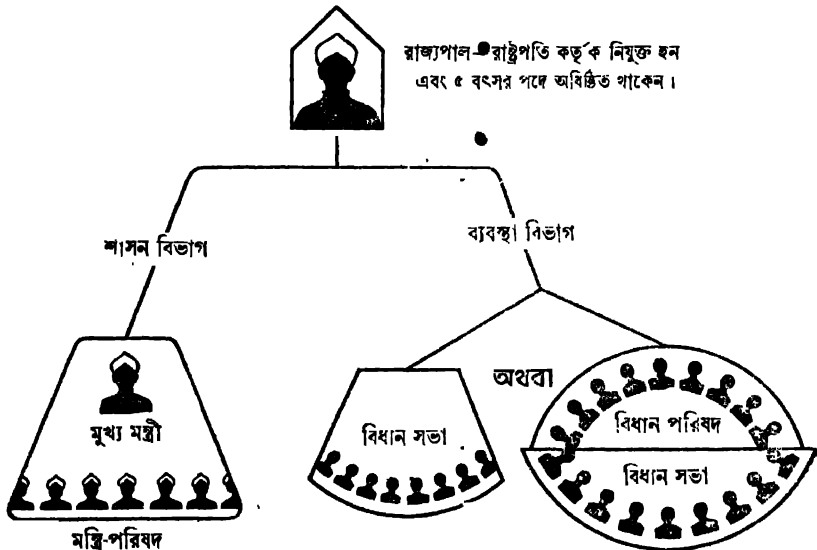 রাজ্যপাল—রাষ্ট্রপতি কর্তৃক নিযুক্ত হন
এবং ৫ বৎসর পদে অধিষ্ঠিত থাকেন।
শাসন বিভাগ
ব্যবস্থা বিভাগ
মুখ্য মন্ত্রী
মন্ত্রি-পরিষদ
বিধান সভা
অথবা
বিধান পরিষদ
বিধান সভা